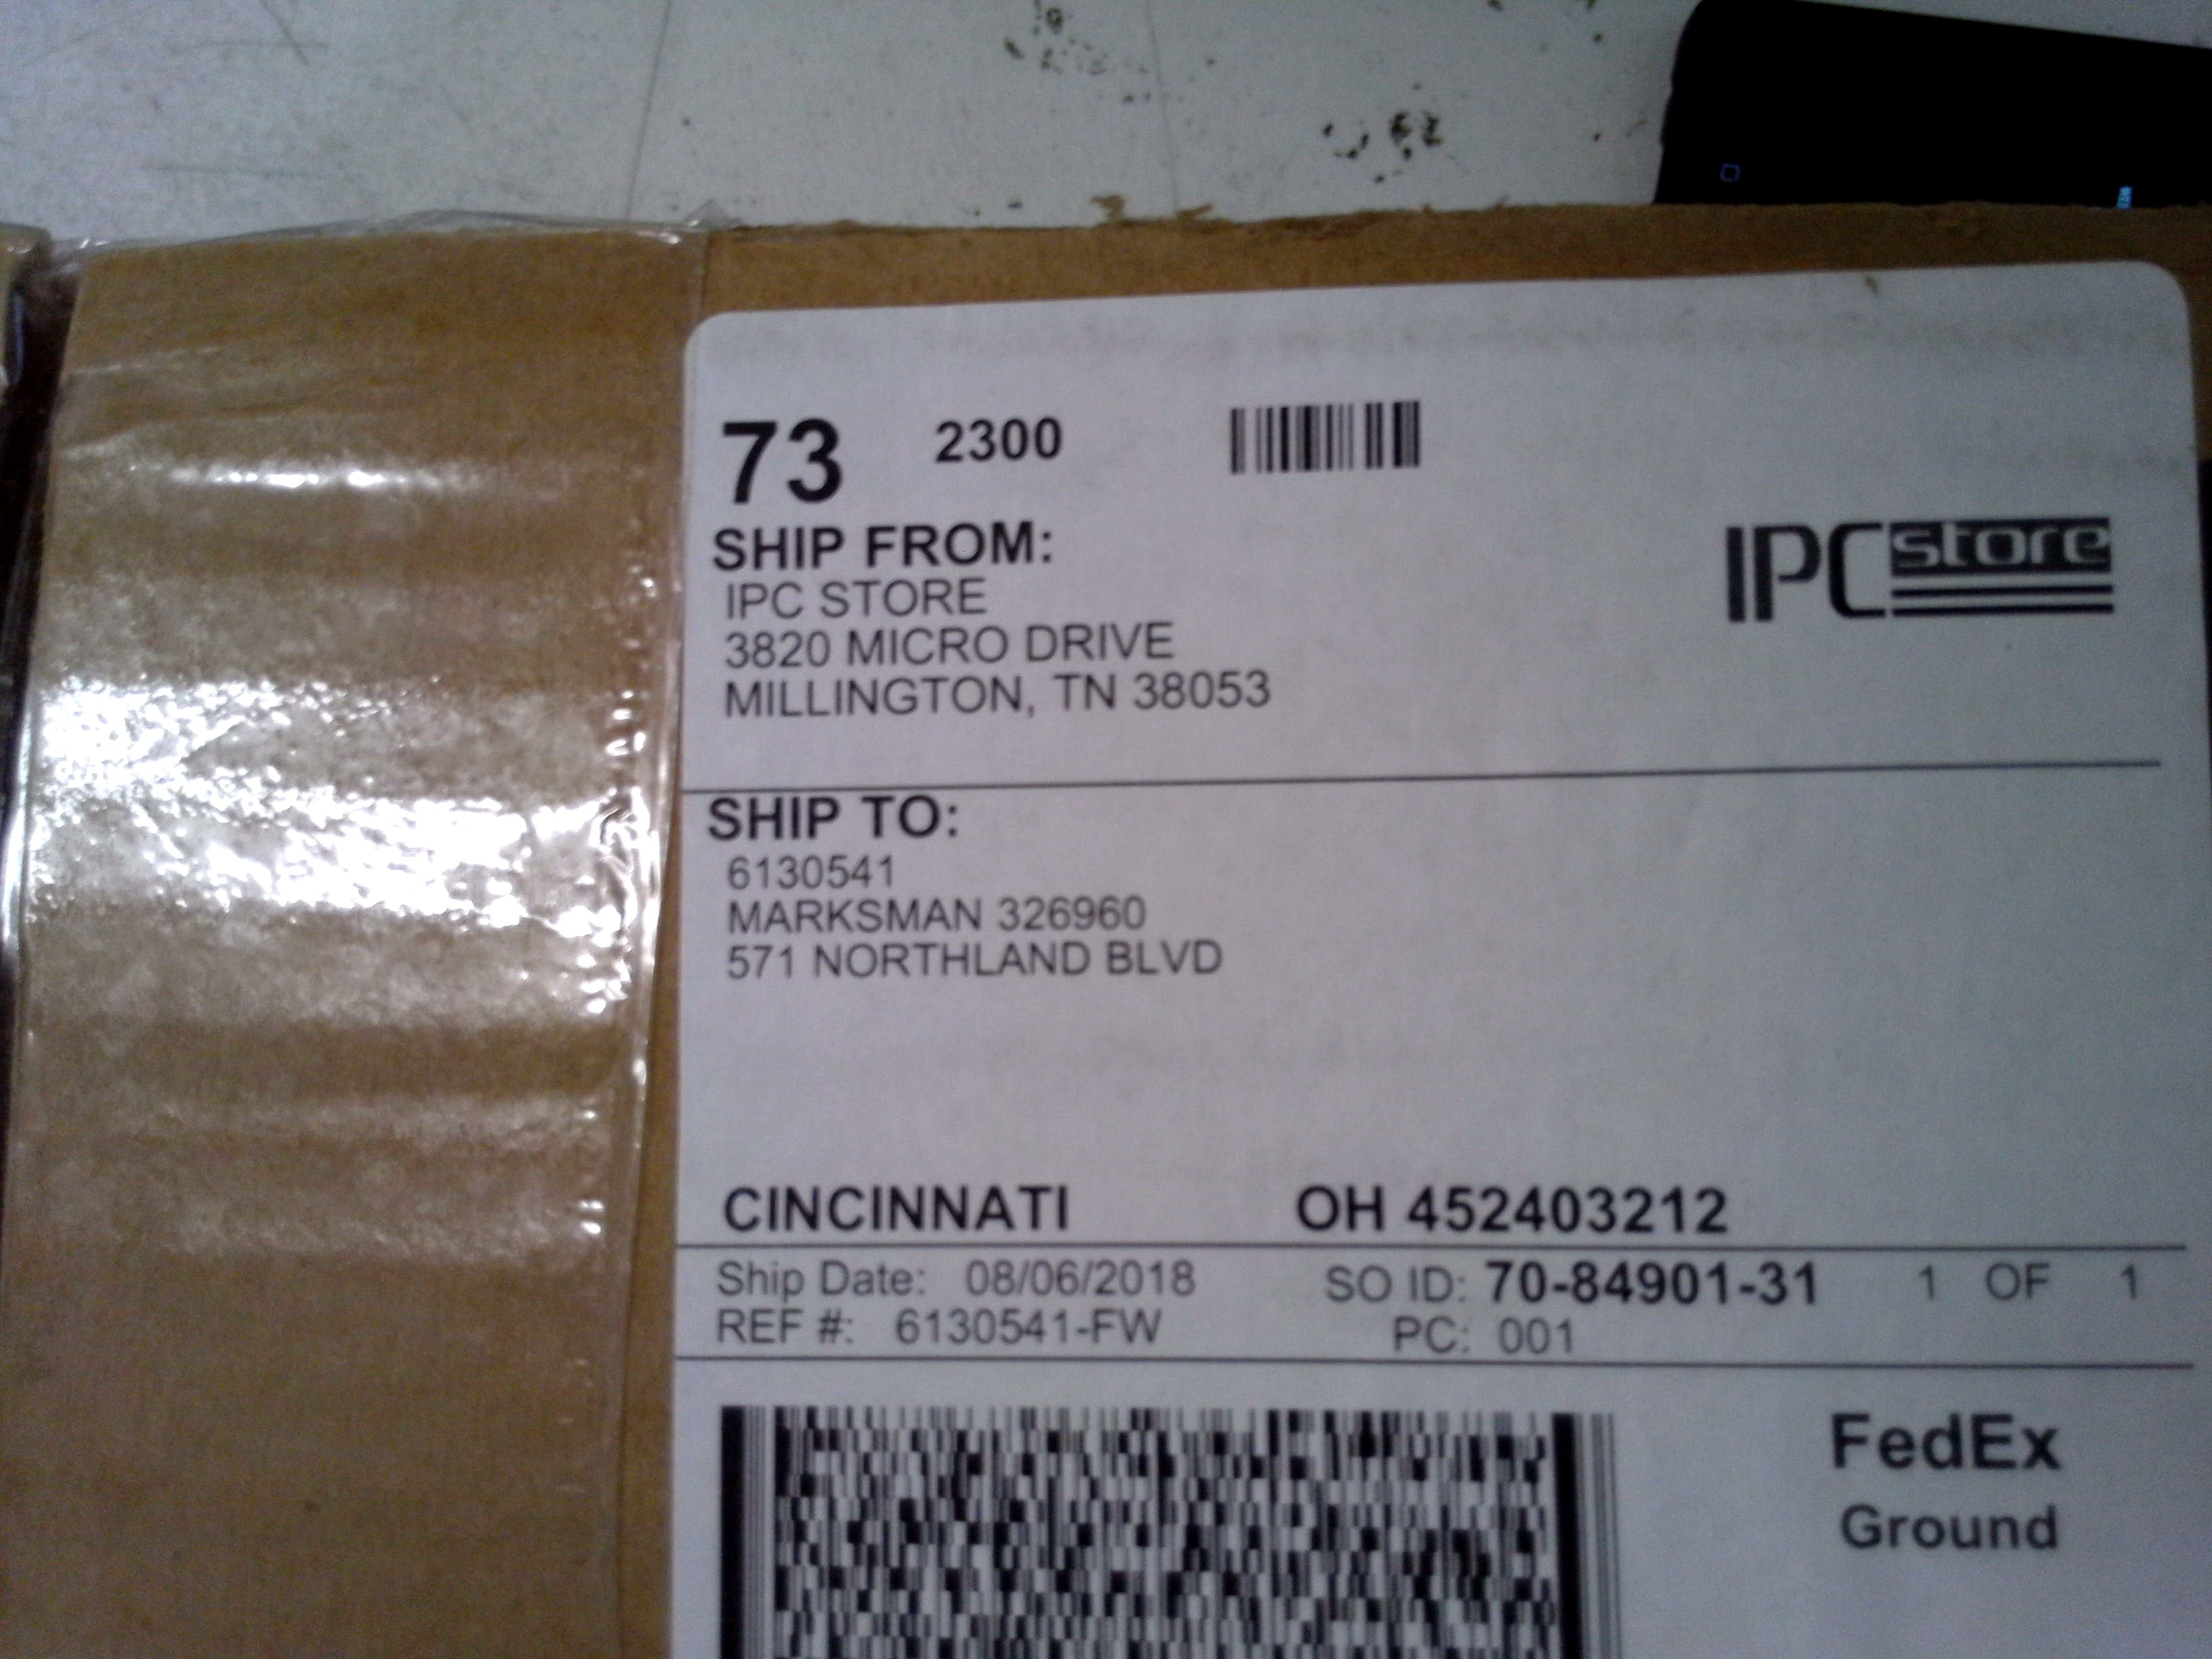 73 2300
IPC store
SHIP FROM:
IPC STORE
3820 MICRO DRIVE
MILLINGTON, TN 38053
SHIP TO:
6130541
MARKSMAN 326960
571 NORTHLAND BLVD
CINCINNATI OH 452403212
Ship Date: 08/06/2018 SO ID: 70-84901-31 1 OF 1
REF #: 6130541-FW PC: 001
FedEx
Ground